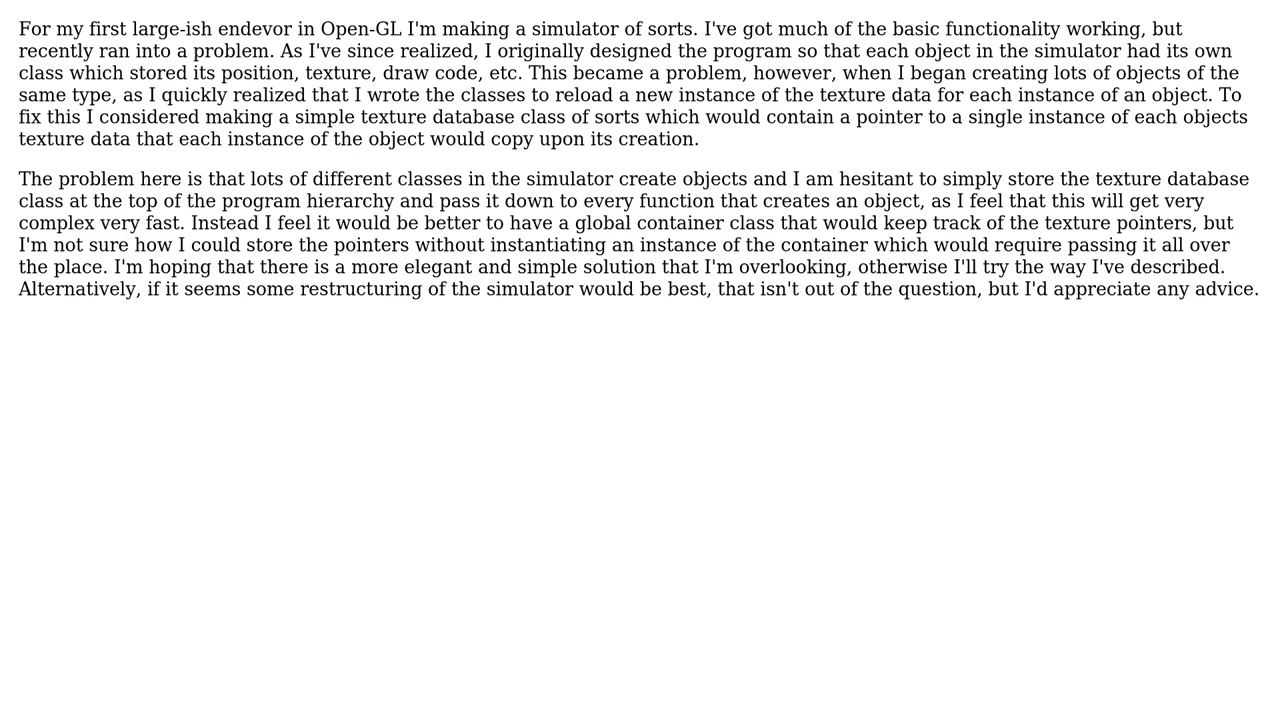 For my first large-ish endevor in Open-GL I'm making a simulator of sorts. I've got much of the basic functionality working, but
recently ran into a problem. As I've since realized, I originally designed the program so that each object in the simulator had its own
class which stored its position, texture, draw code, etc. This became a problem, however, when I began creating lots of objects of the
same type, as I quickly realized that I wrote the classes to reload a new instance of the texture data for each instance of an object. To
fix this I considered making a simple texture database class of sorts which would contain a pointer to a single instance of each objects
texture data that each instance of the object would copy upon its creation.
The problem here is that lots of different classes in the simulator create objects and I am hesitant to simply store the texture database
class at the top of the program hierarchy and pass it down to every function that creates an object, as I feel that this will get very
complex very fast. Instead I feel it would be better to have a global container class that would keep track of the texture pointers, but
I'm not sure how I could store the pointers without instantiating an instance of the container which would require passing it all over
the place. I'm hoping that there is a more elegant and simple solution that I'm overlooking, otherwise I'll try the way I've described.
Alternatively, if it seems some restructuring of the simulator would be best, that isn't out of the question, but I'd appreciate any advice.